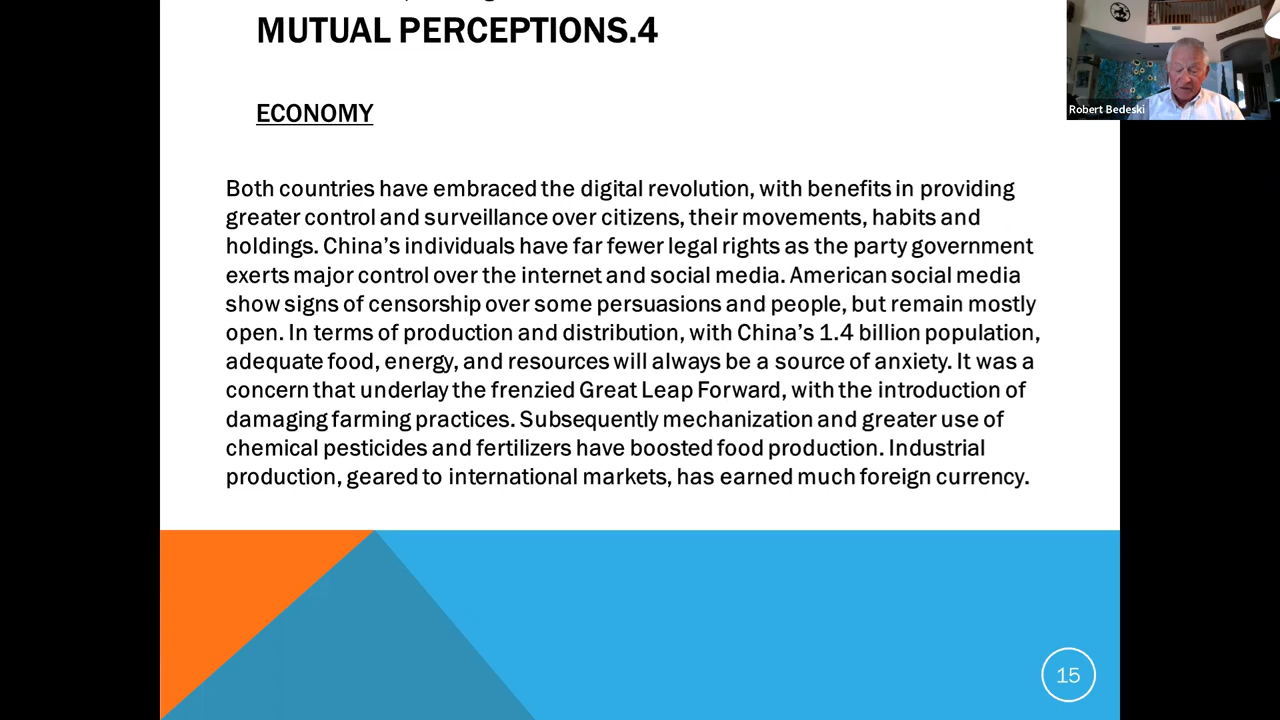 MUTUAL PERCEPTIONS.4
Robert Bedeski
ECONOMY
Both countries have embraced the digital revolution, with benefits in providing
greater control and surveillance over citizens, their movements, habits and
holdings. China’s individuals have far fewer legal rights as the party government
exerts major control over the internet and social media. American social media
show signs of censorship over some persuasions and people, but remain mostly
open. In terms of production and distribution, with China’s 1.4 billion population,
adequate food, energy, and resources will always be a source of anxiety. It was a
concern that underlay the frenzied Great Leap Forward, with the introduction of
damaging farming practices. Subsequently mechanization and greater use of
chemical pesticides and fertilizers have boosted food production. Industrial
production, geared to international markets, has earned much foreign currency.
15